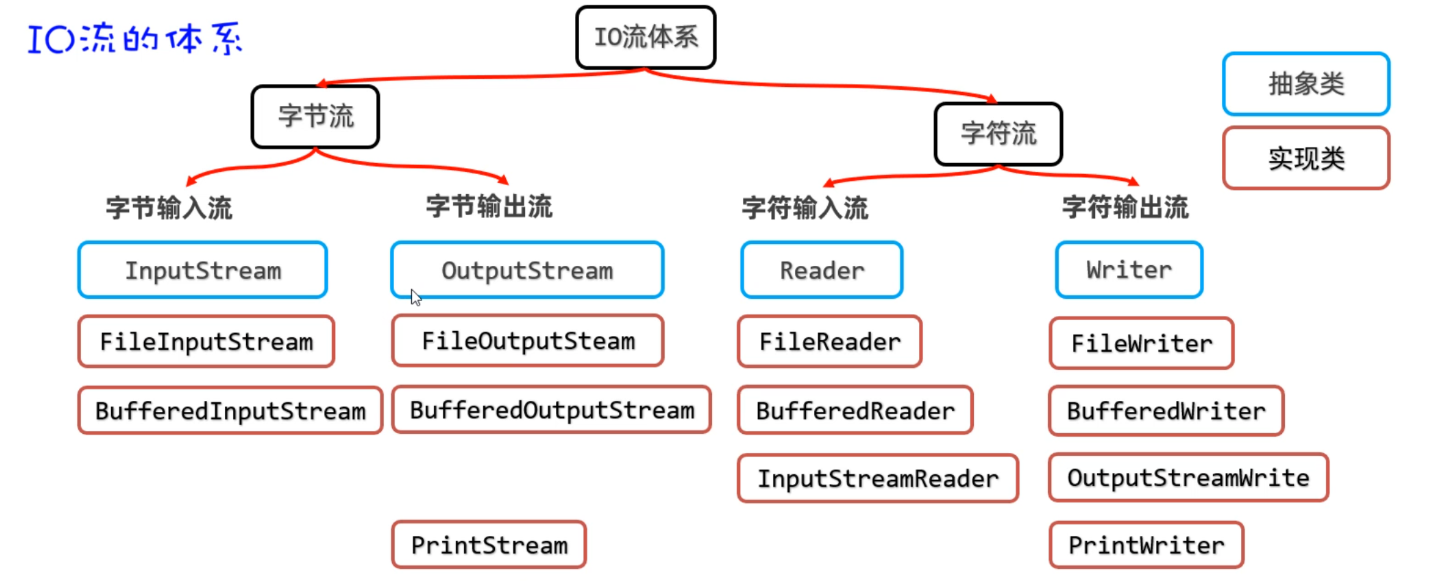 IO流的体系
IO流体系
抽象类
实现类
字节流
字符流
字节输入流
字节输出流
字符输入流
字符输出流
InputStream
OutputStream
Reader
Writer
FileInputStream
FileOutputSteam
FileReader
FileWriter
BufferedInputStream
BufferedOutputStream
BufferedReader
BufferedWriter
InputStreamReader
OutputStreamWrite
PrintStream
PrintWriter